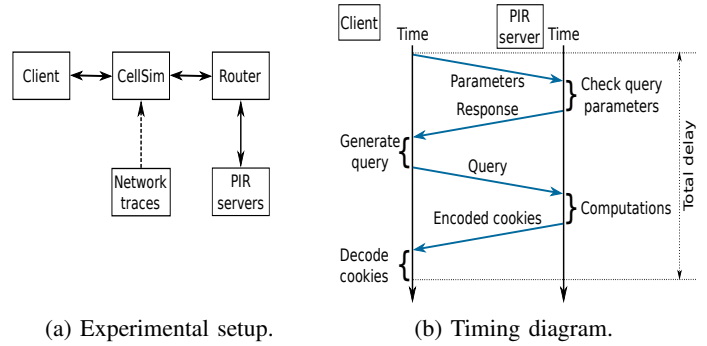 Client
CellSim
Router
Network
traces
PIR
servers
(a) Experimental setup.
Client
PIR
server
Time
Time
Parameters
Check query
parameters
Response
Generate
query
Query
Computations
Encoded cookies
Decode
cookies
Total delay
(b) Timing diagram.